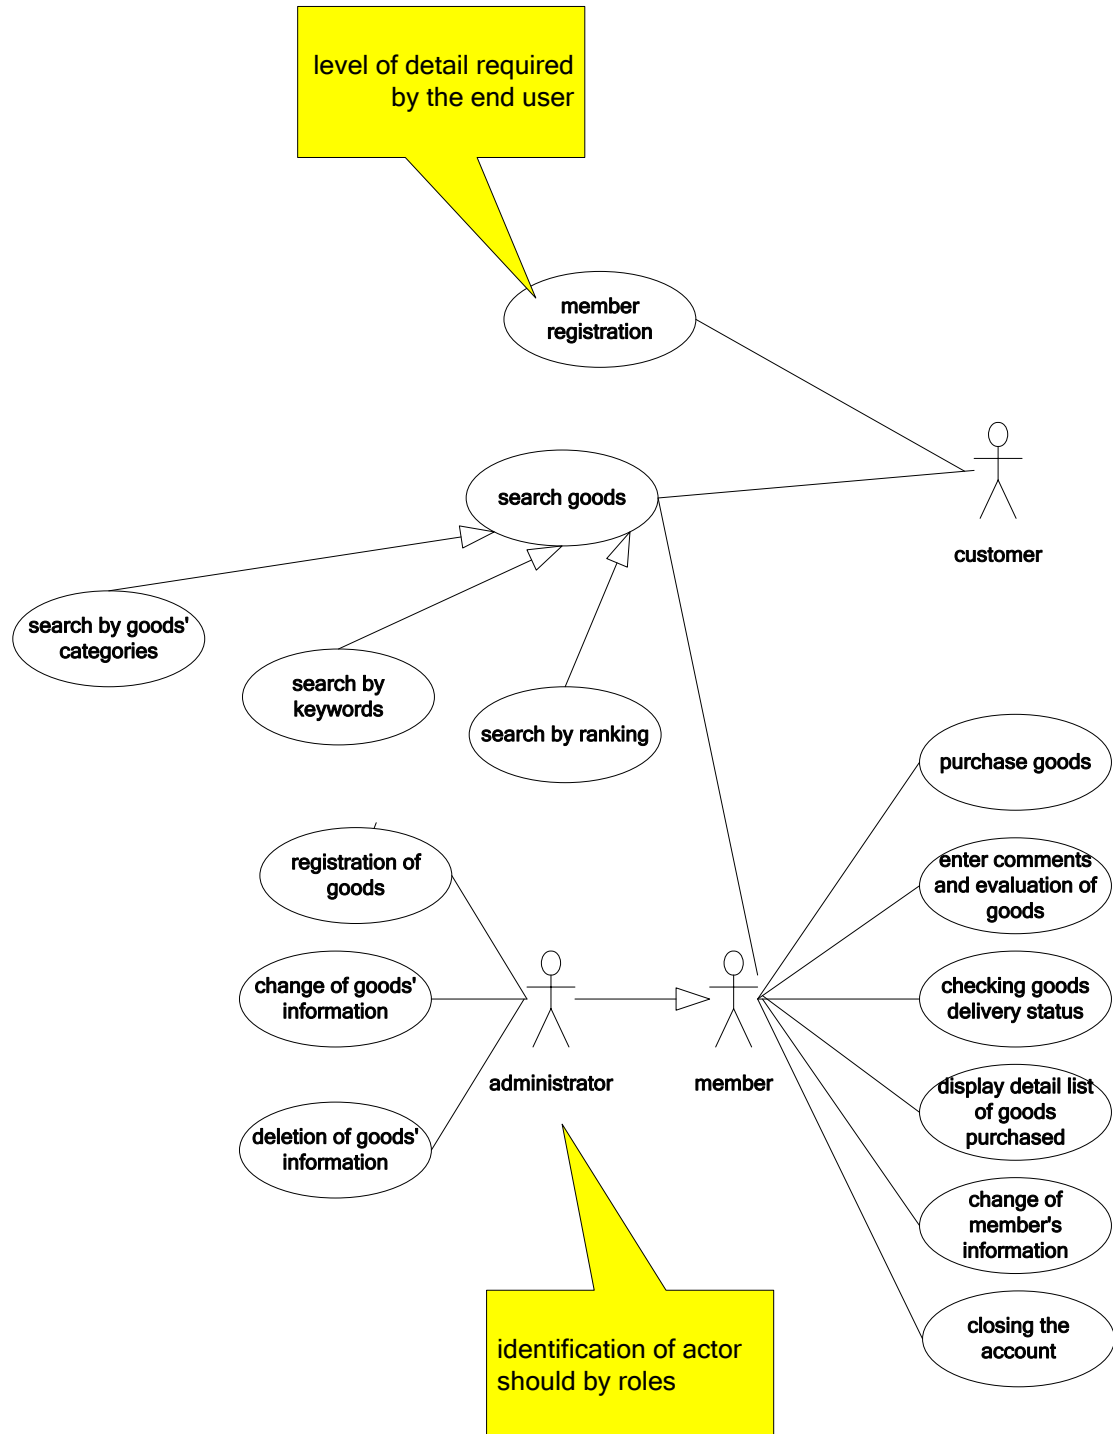 level of detail required
by the end user
member
registration
search goods
customer
search by goods'
categories
search by
keywords
search by ranking
purchase goods
registration of
goods
enter comments
and evaluation of
goods
change of goods'
information
checking goods
delivery status
administrator
member
display detail list
of goods
purchased
deletion of goods'
information
change of
member's
information
closing the
account
identification of actor
should by roles